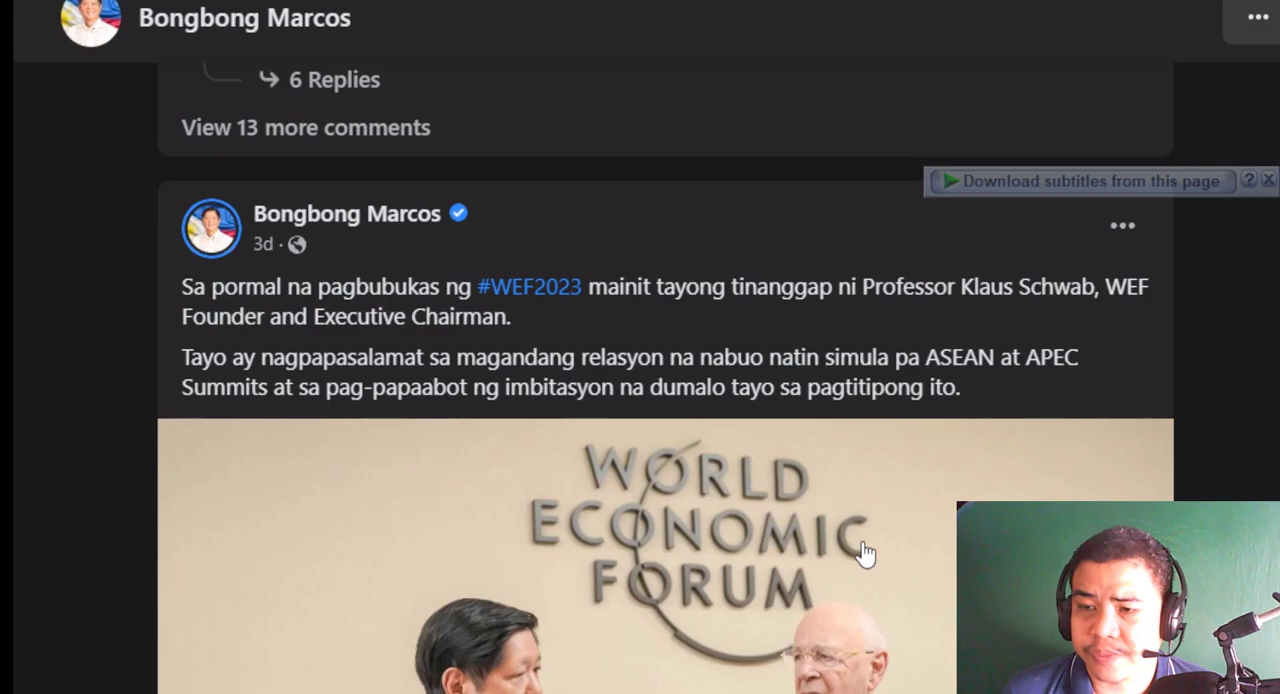 Bongbong Marcos
6 Replies
View 13 more comments
Download subtitles from this page ? X
Bongbong Marcos
3d ·
Sa pormal na pagbubukas ng #WEF2023 mainit tayong tinanggap ni Professor Klaus Schwab, WEF
Founder and Executive Chairman.
Tayo ay nagpapasalamat sa magandang relasyon na nabuo natin simula pa ASEAN at APEC
Summits at sa pag-papaabot ng imbitasyon na dumalo tayo sa pagtitipong ito.
WORLD
ECONOMIC
FORUM